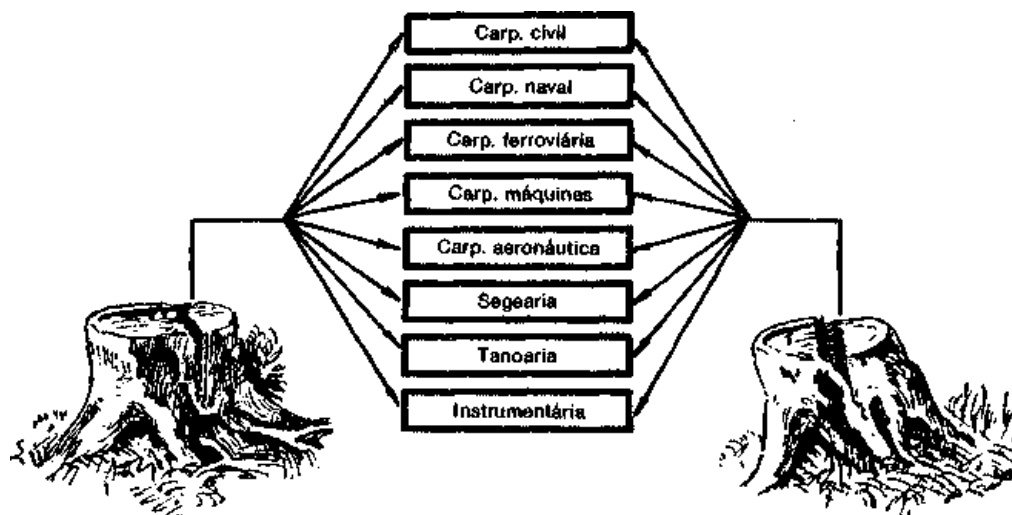 Carp. civil
Carp. naval
Carp. ferroviária
Carp. máquinas
Carp. aeronáutica
Segearia
Tanoaria
Instrumentária